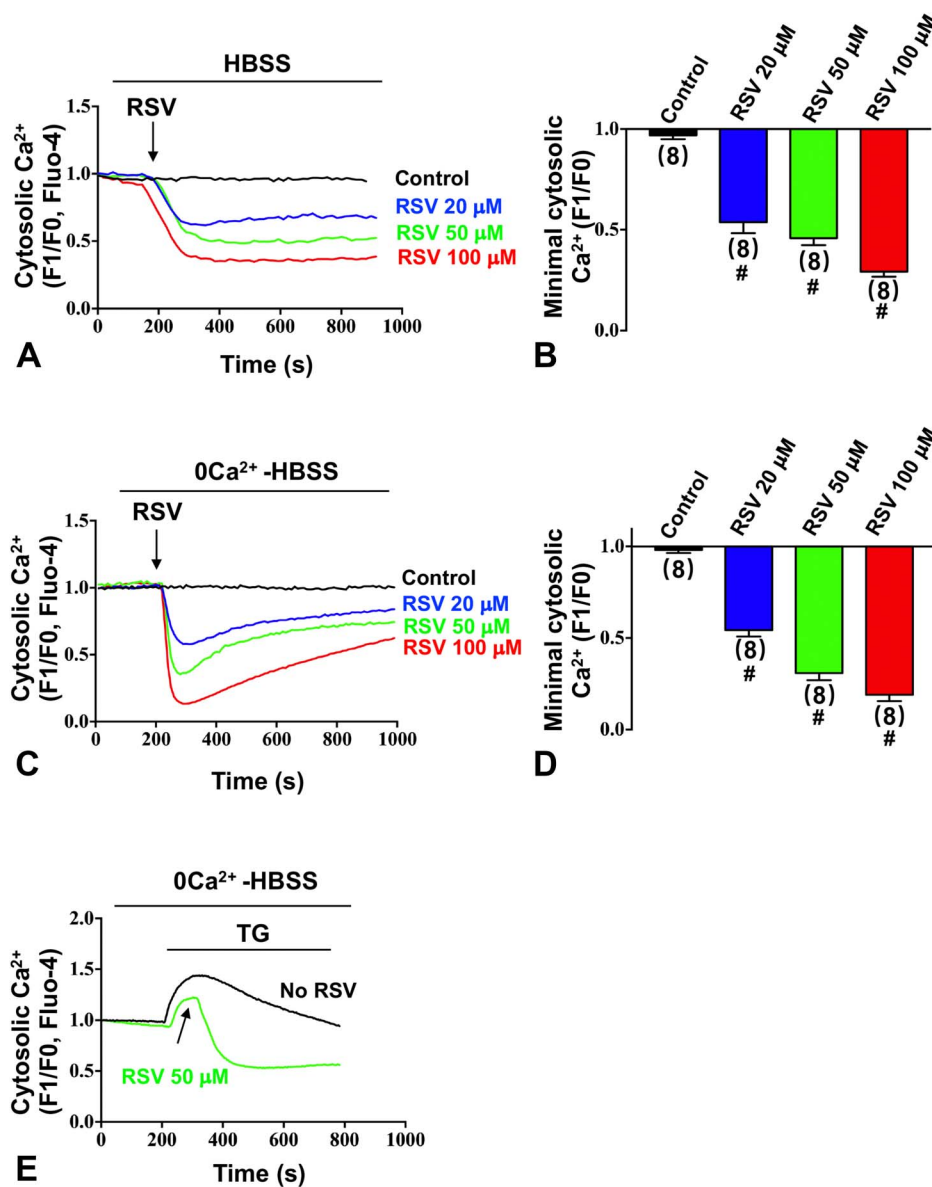 HBSS
RSV
Cytosolic Ca²⁺
(F1/F0, Fluo-4)
1.5
1.0
0.5
0.0
0 200 400 600 800 1000
Time (s)
Control
RSV 20 µM
RSV 50 µM
RSV 100 µM
A
Control
RSV 20 µM
RSV 50 µM
RSV 100 µM
Minimal cytosolic
Ca²⁺ (F1/F0)
1.0
0.5
0.0
(8)
(8)
#
(8)
#
(8)
#
B
0Ca²⁺ -HBSS
RSV
Cytosolic Ca²⁺
(F1/F0, Fluo-4)
1.5
1.0
0.5
0.0
0 200 400 600 800 1000
Time (s)
Control
RSV 20 µM
RSV 50 µM
RSV 100 µM
C
Control
RSV 20 µM
RSV 50 µM
RSV 100 µM
Minimal cytosolic
Ca²⁺ (F1/F0)
1.0
0.5
0.0
(8)
(8)
#
(8)
#
(8)
#
D
0Ca²⁺ -HBSS
TG
Cytosolic Ca²⁺
(F1/F0, Fluo-4)
2.0
1.5
1.0
0.5
0.0
No RSV
RSV 50 µM
0 200 400 600 800 1000
Time (s)
E